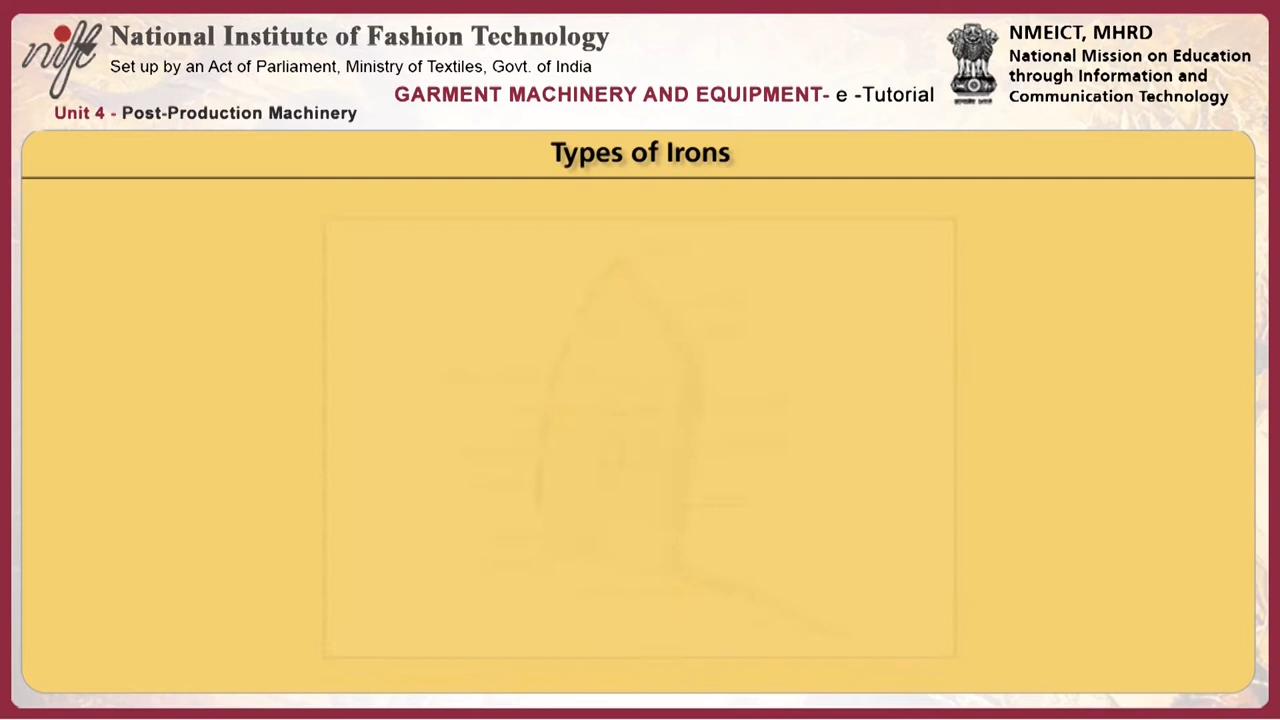 nift
National Institute of Fashion Technology
Set up by an Act of Parliament, Ministry of Textiles, Govt. of India
GARMENT MACHINERY AND EQUIPMENT- e -Tutorial
Unit 4 - Post-Production Machinery
NMEICT, MHRD
National Mission on Education
through Information and
Communication Technology
Types of Irons